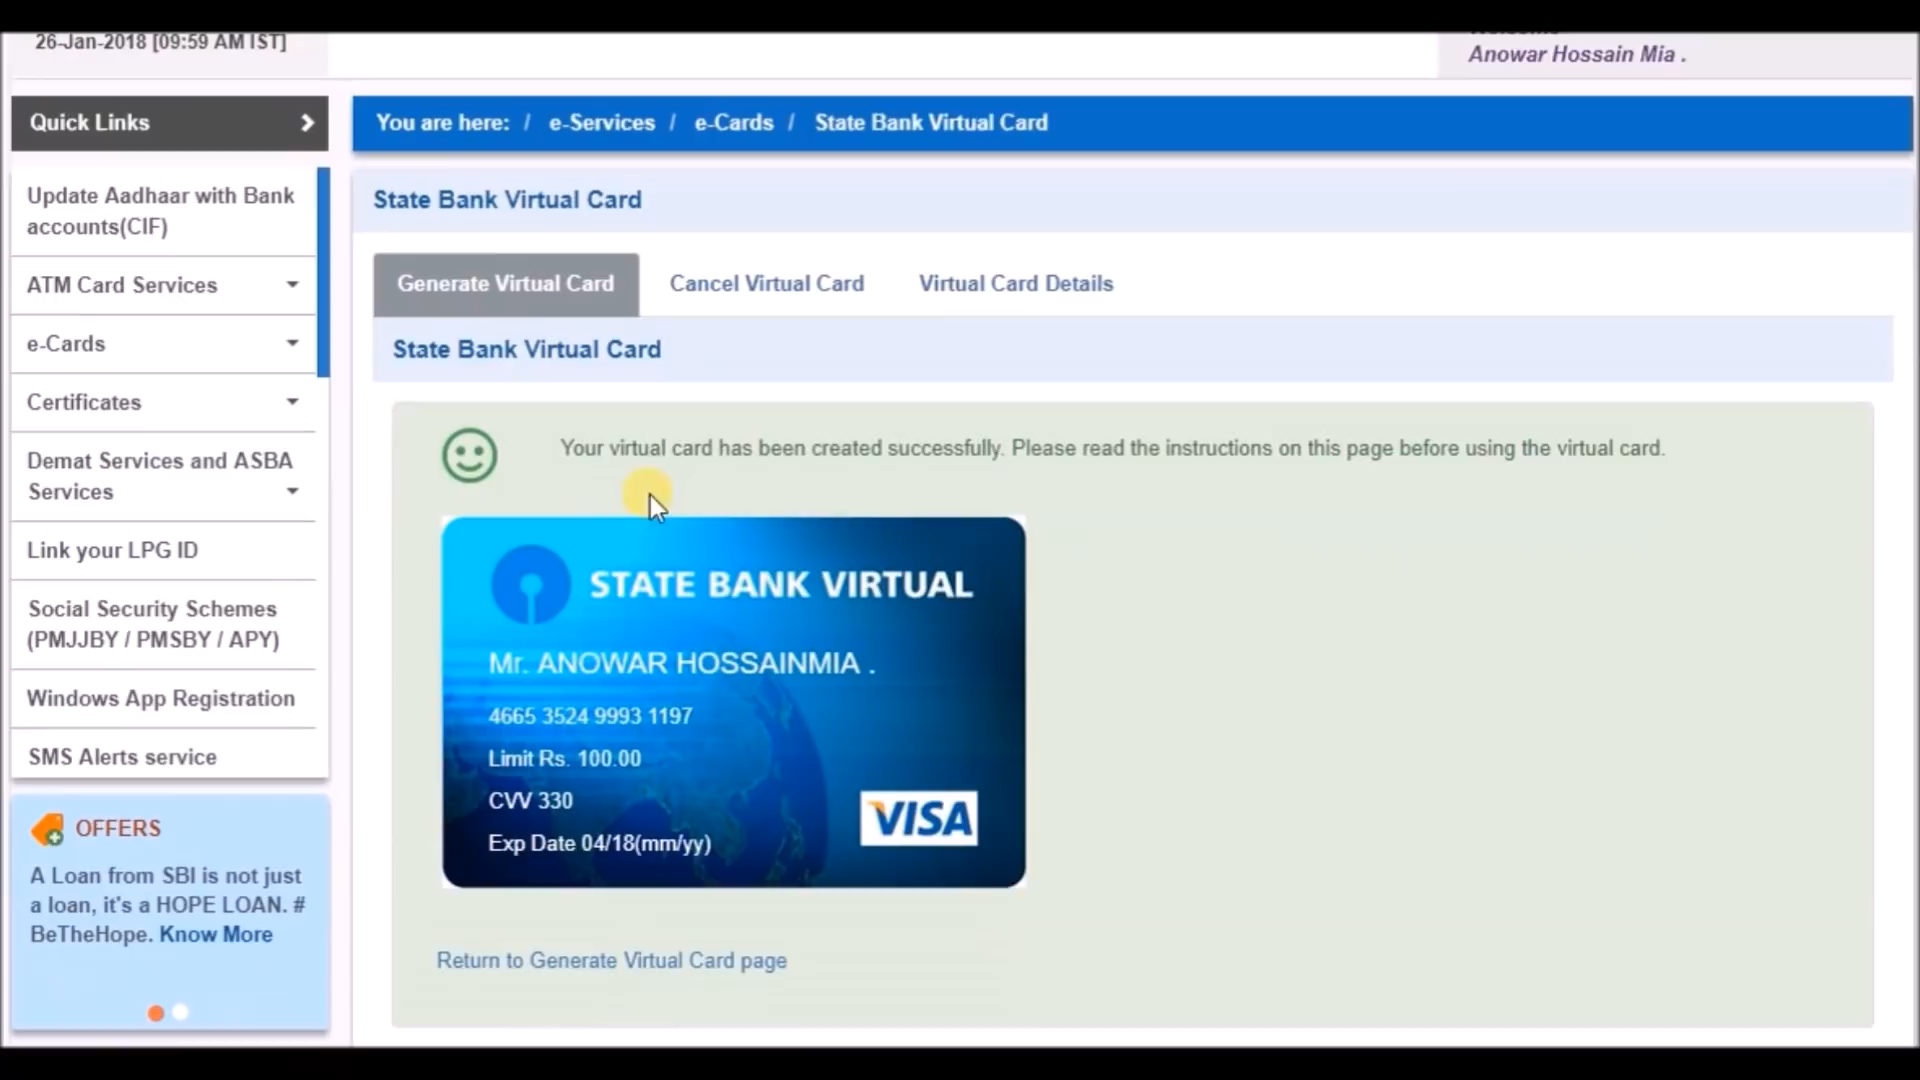 26-Jan-2018 [09:59 AM IST]
Welcome
Anowar Hossain Mia .
Quick Links
You are here: / e-Services / e-Cards / State Bank Virtual Card
Update Aadhaar with Bank
accounts(CIF)
ATM Card Services
e-Cards
Certificates
Demat Services and ASBA
Services
Link your LPG ID
Social Security Schemes
(PMJJBY / PMSBY / APY)
Windows App Registration
SMS Alerts service
OFFERS
A Loan from SBI is not just
a loan, it's a HOPE LOAN. #
BeTheHope. Know More
State Bank Virtual Card
Generate Virtual Card
Cancel Virtual Card
Virtual Card Details
State Bank Virtual Card
Your virtual card has been created successfully. Please read the instructions on this page before using the virtual card.
STATE BANK VIRTUAL
Mr. ANOWAR HOSSAINMIA .
4665 3524 9993 1197
Limit Rs. 100.00
CVV 330
Exp Date 04/18(mm/yy)
VISA
Return to Generate Virtual Card page